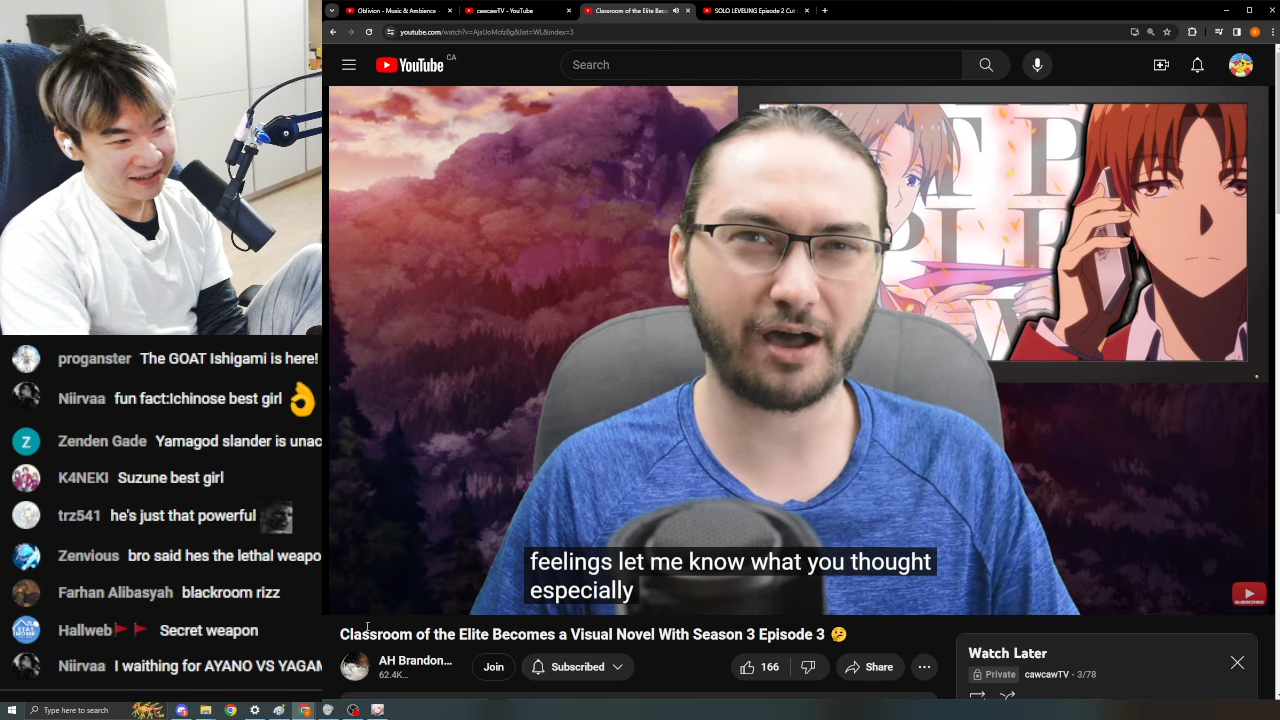 Oblivion - Music & Ambience -
cawcawTV - YouTube
Classroom of the Elite Beco
SOLO LEVELING Episode 2 Cut
youtube.com/watch?v=AjsUoMcfz8g&list=WL&index=3
YouTube CA
Search
feelings let me know what you thought
especially
SUBSCRIBE
Classroom of the Elite Becomes a Visual Novel With Season 3 Episode 3
AH Brandon...
62.4K...
Join
Subscribed
166
Share
Watch Later
Private cawcawTV - 3/78
proganster The GOAT Ishigami is here!
Niirvaa fun fact:Ichinose best girl
Z Zenden Gade Yamagod slander is unac
K4NEKI Suzune best girl
trz541 he's just that powerful
Zenvious bro said hes the lethal weapo
Farhan Alibasyah blackroom rizz
STAY HOME Hallweb Secret weapon
Niirvaa I waithing for AYANO VS YAGAM
Type here to search